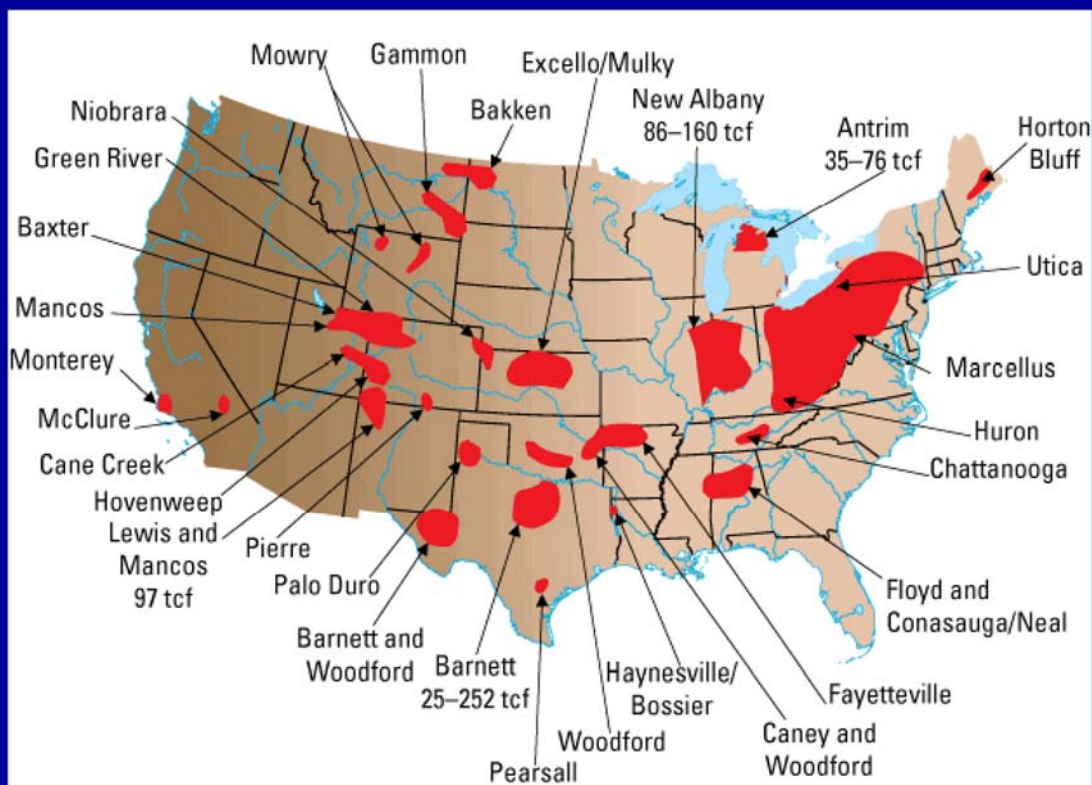 Mowry
Gammon
Excello/Mulky
Niobrara
Bakken
New Albany
86–160 tcf
Antrim
35–76 tcf
Horton
Bluff
Green River
Baxter
Utica
Mancos
Monterey
Marcellus
McClure
Huron
Cane Creek
Chattanooga
Hovenweep
Lewis and
Mancos
97 tcf
Pierre
Palo Duro
Floyd and
Conasauga/Neal
Barnett and
Woodford
Barnett
25–252 tcf
Haynesville/
Bossier
Fayetteville
Woodford
Caney and
Woodford
Pearsall